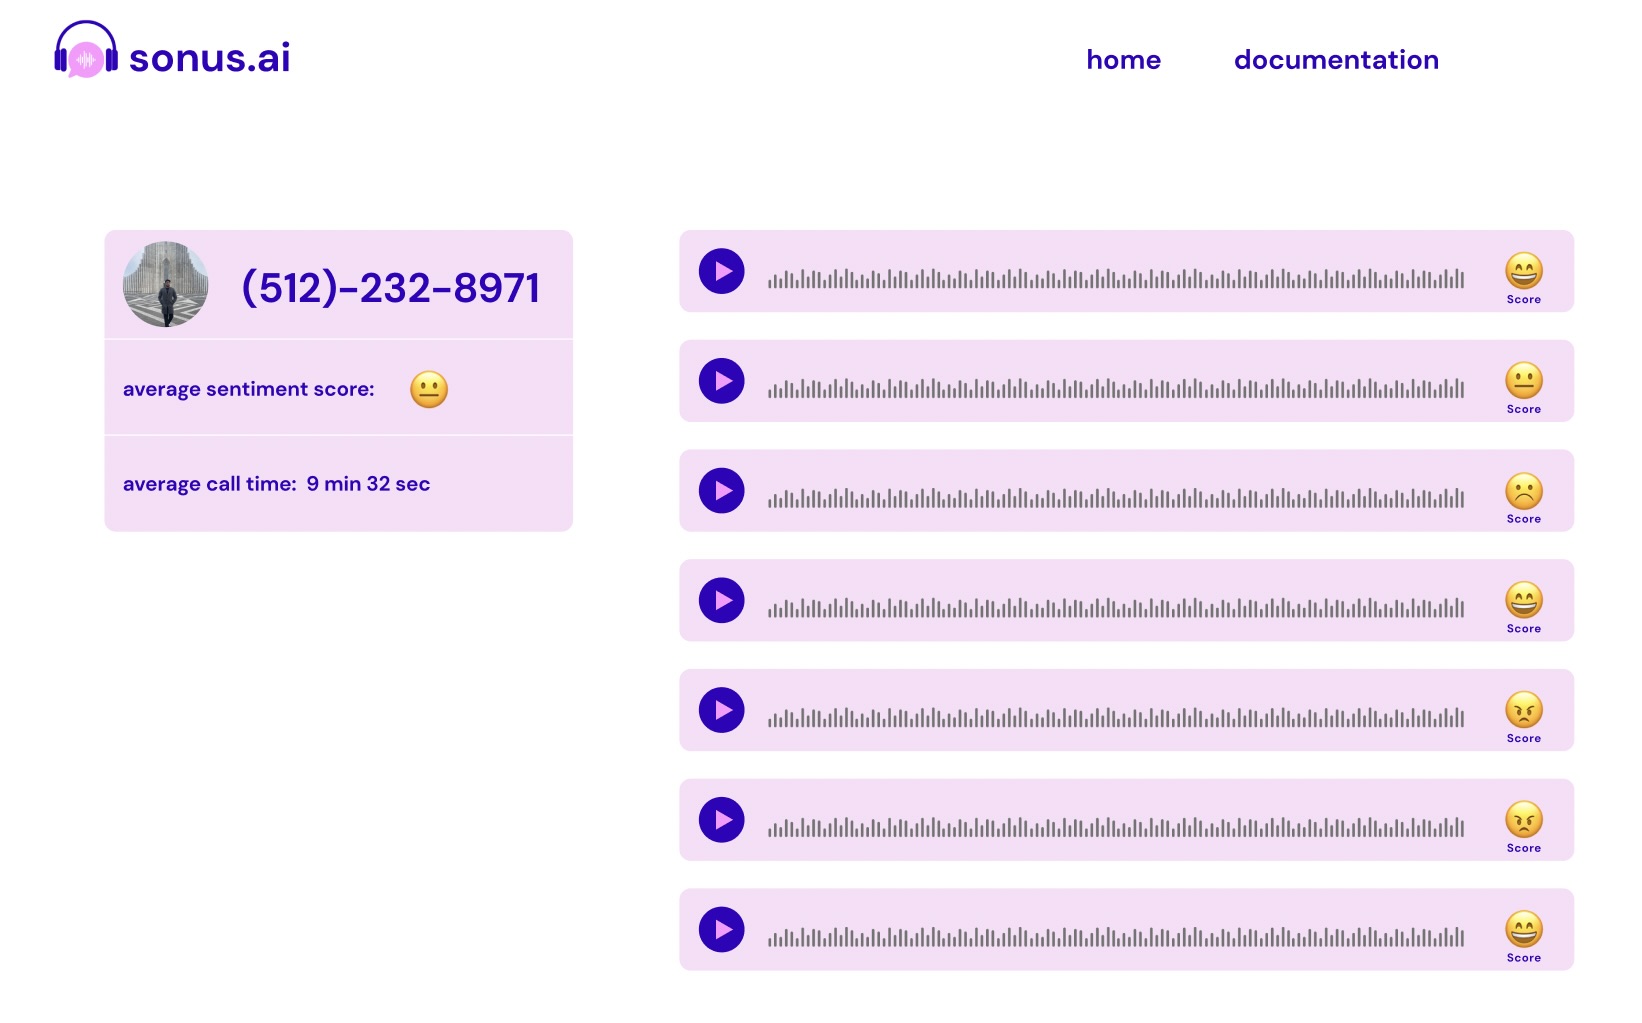 sonus.ai
home
documentation
(512)-232-8971
average sentiment score:
average call time: 9 min 32 sec
Score
Score
Score
Score
Score
Score
Score